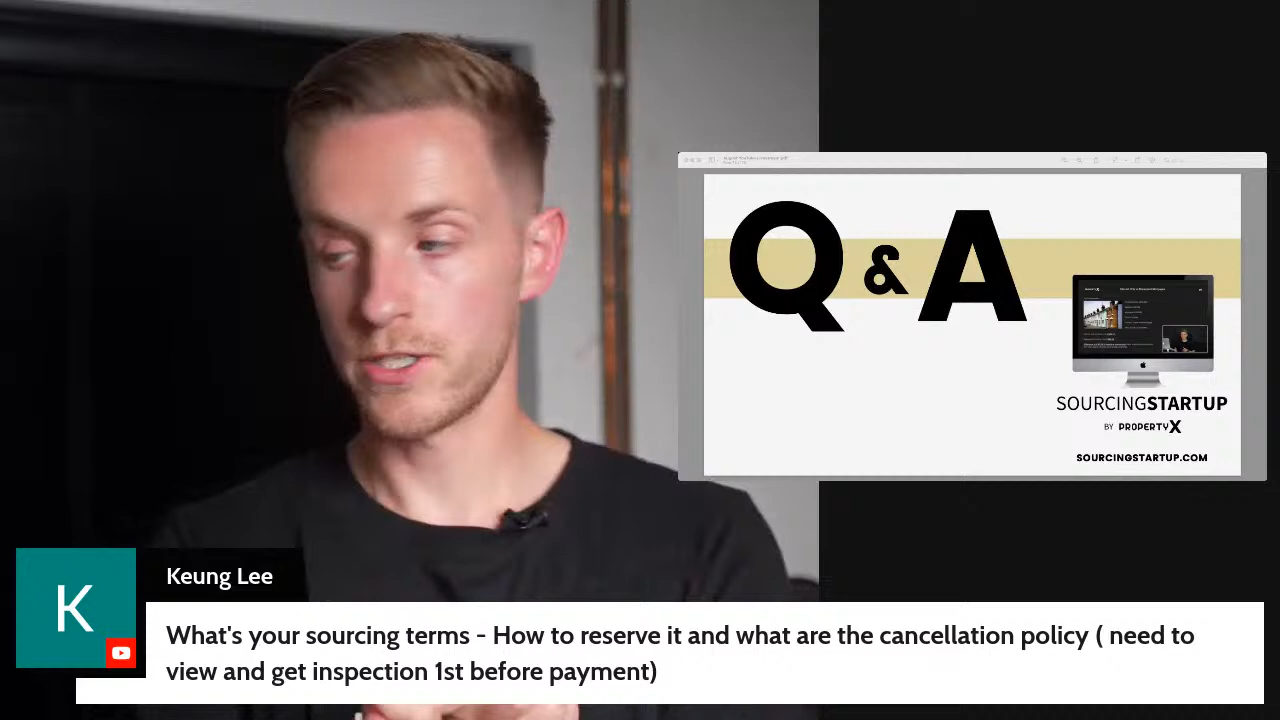 Q & A
SOURCINGSTARTUP
BY PROPERTYX
SOURCINGSTARTUP.COM
K
Keung Lee
What's your sourcing terms - How to reserve it and what are the cancellation policy ( need to
view and get inspection 1st before payment)